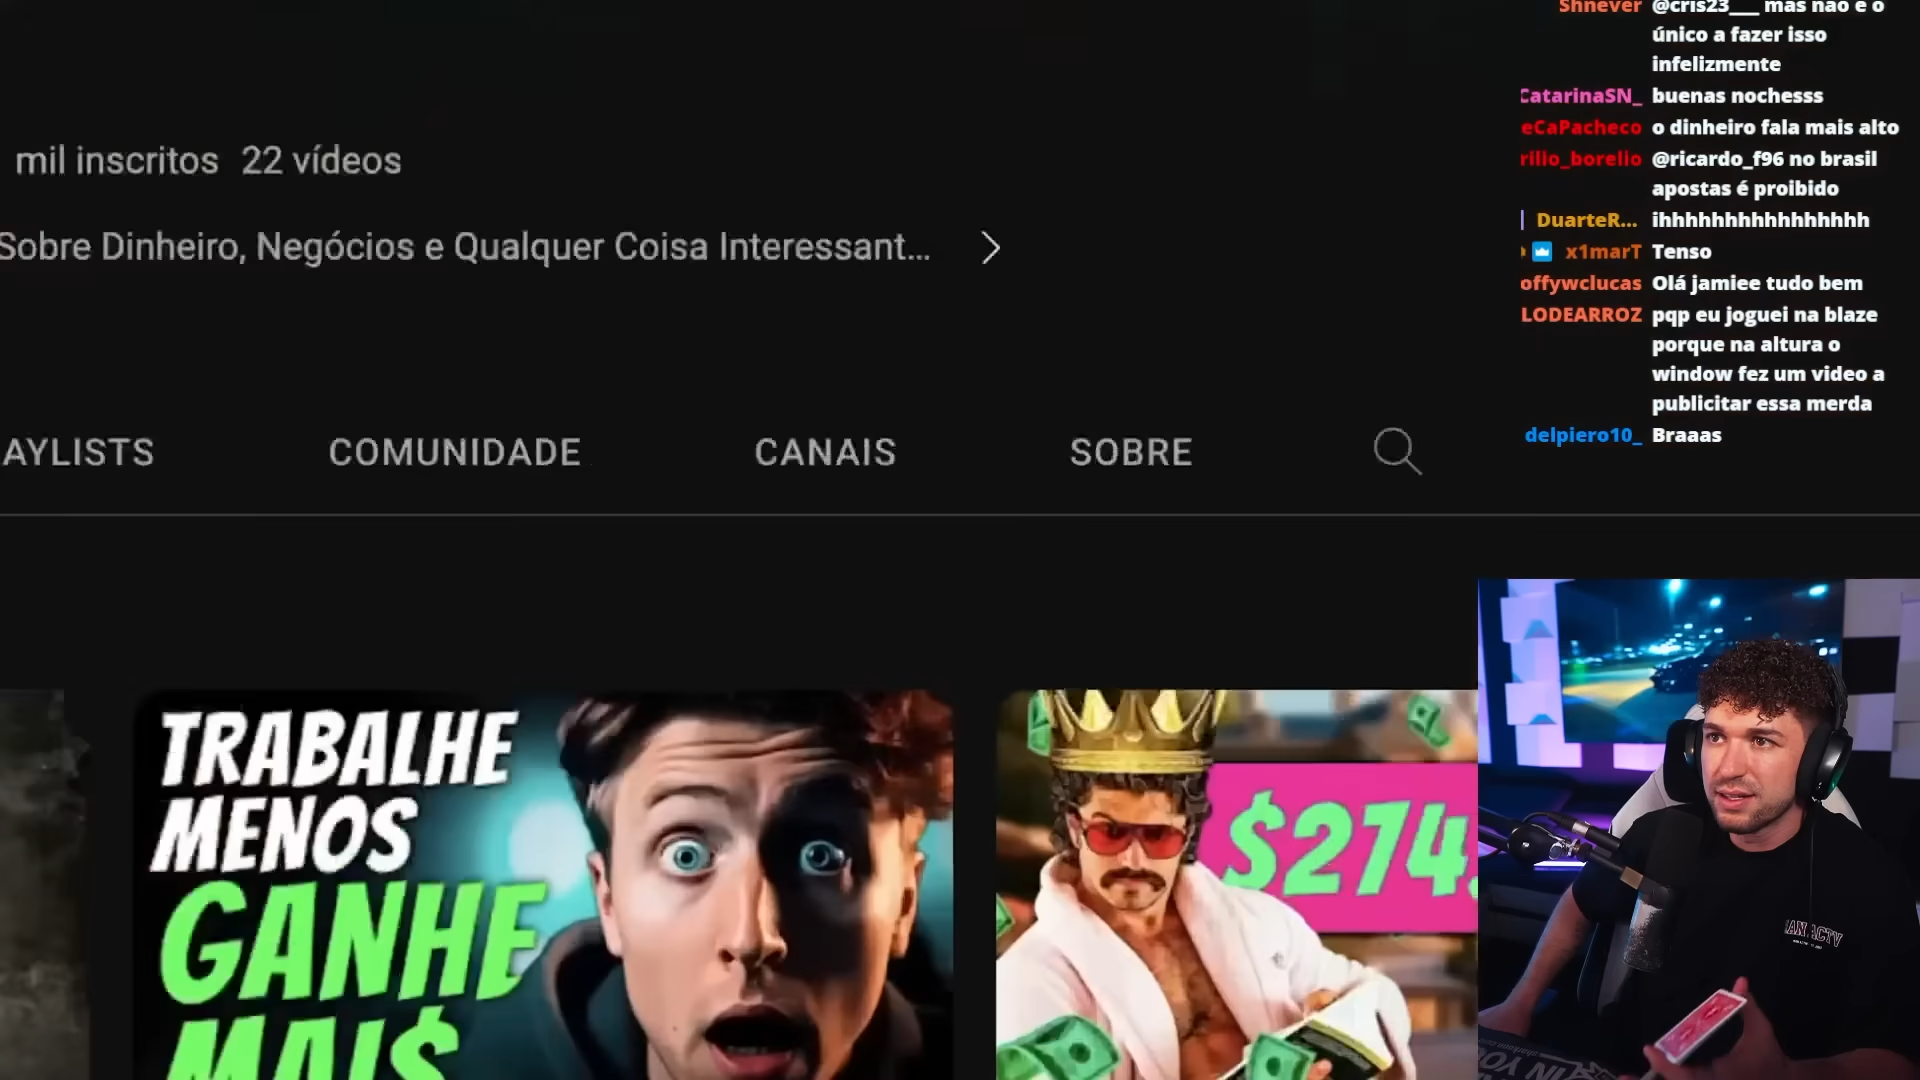 mil inscritos 22 vídeos
Sobre Dinheiro, Negócios e Qualquer Coisa Interessant...
AYLISTS COMUNIDADE CANAIS SOBRE
TRABALHE
MENOS
GANHE
MAI$
$274.
Shnever @cris23___ mas não é o
único a fazer isso
infelizmente
CatarinaSN_ buenas nochesss
eCaPacheco o dinheiro fala mais alto
rilio_borello @ricardo_f96 no brasil
apostas é proibido
DuarteR... ihhhhhhhhhhhhhhhh
x1marT Tenso
offywclucas Olá jamiee tudo bem
LODEARROZ pqp eu joguei na blaze
porque na altura o
window fez um video a
publicitar essa merda
delpiero10_ Braaas